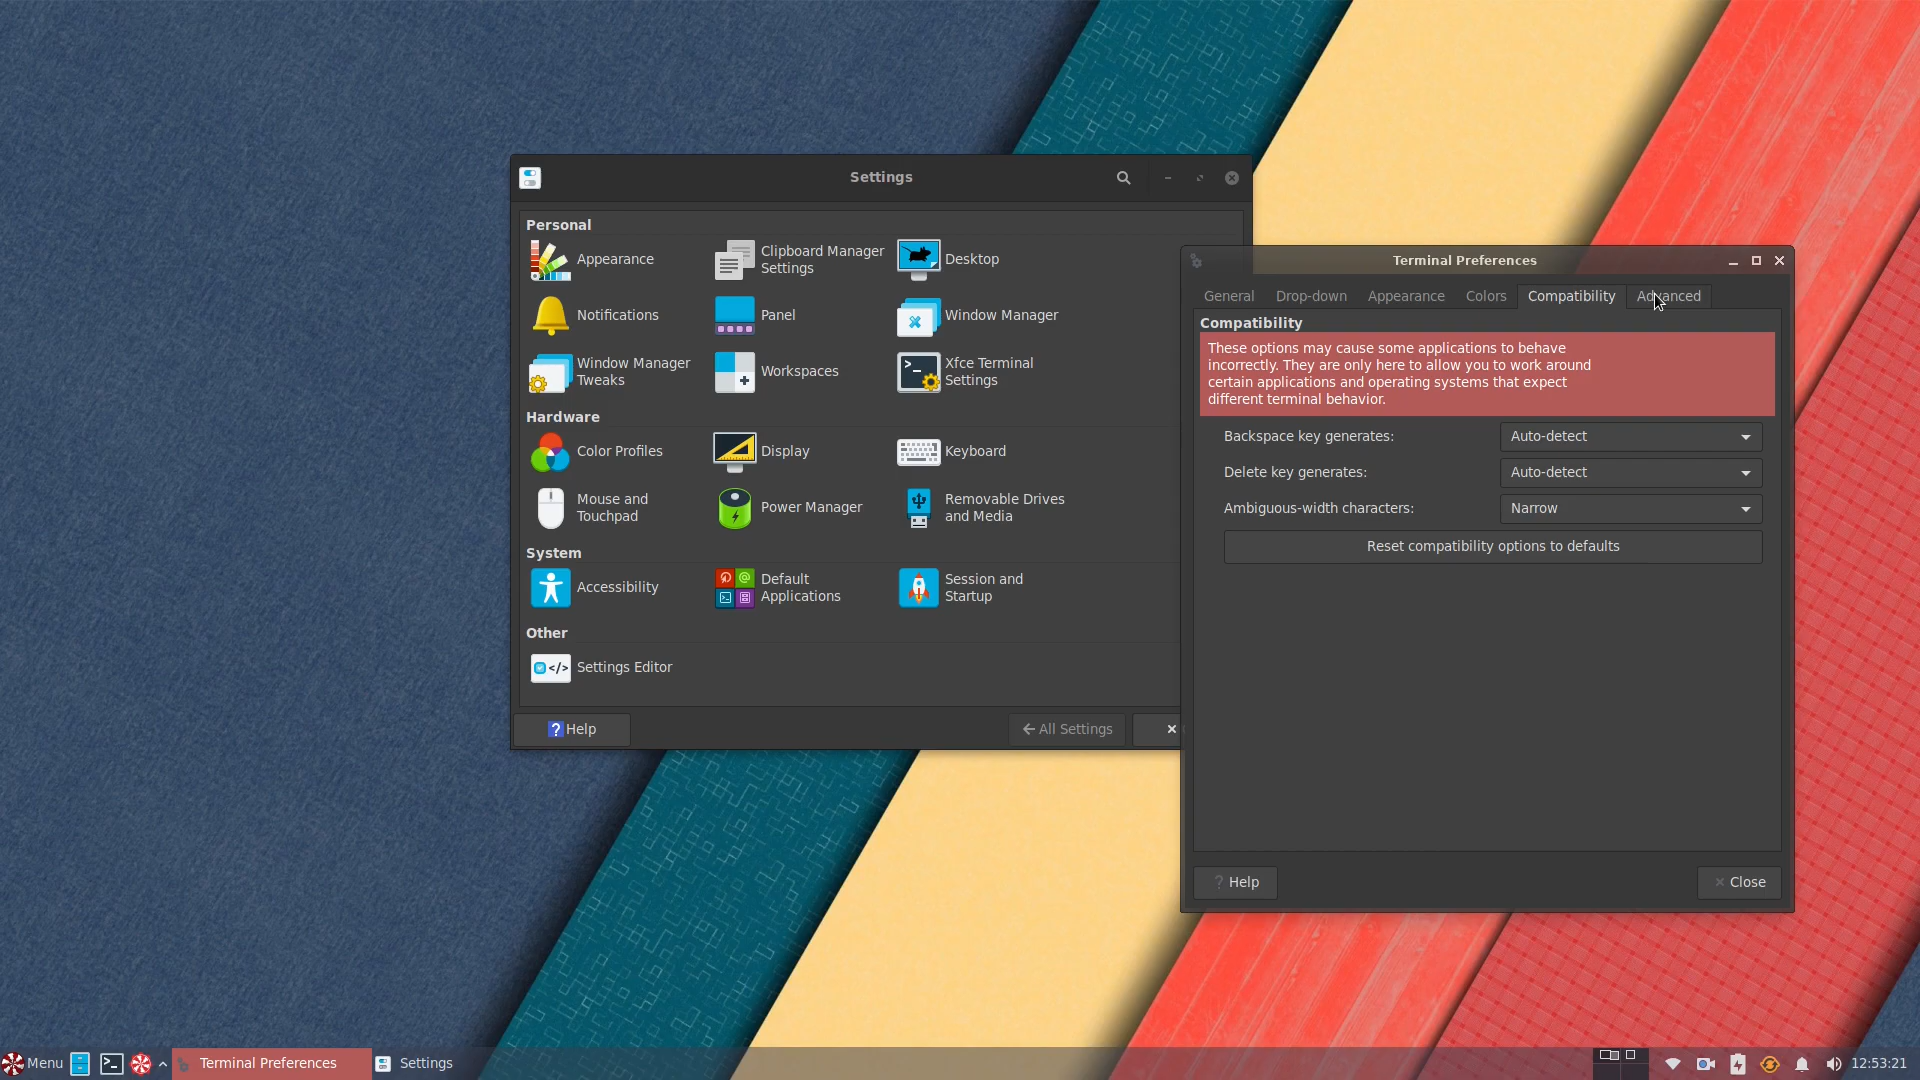 Settings
Personal
Appearance
Clipboard Manager
Settings
Desktop
Notifications
Panel
Window Manager
Window Manager
Tweaks
Workspaces
Xfce Terminal
Settings
Hardware
Color Profiles
Display
Keyboard
Mouse and
Touchpad
Power Manager
Removable Drives
and Media
System
Accessibility
Default
Applications
Session and
Startup
Other
Settings Editor
Help
All Settings
Terminal Preferences
General
Drop-down
Appearance
Colors
Compatibility
Advanced
Compatibility
These options may cause some applications to behave
incorrectly. They are only here to allow you to work around
certain applications and operating systems that expect
different terminal behavior.
Backspace key generates:
Auto-detect
Delete key generates:
Auto-detect
Ambiguous-width characters:
Narrow
Reset compatibility options to defaults
? Help
Close
Menu
Terminal Preferences
Settings
12:53:21